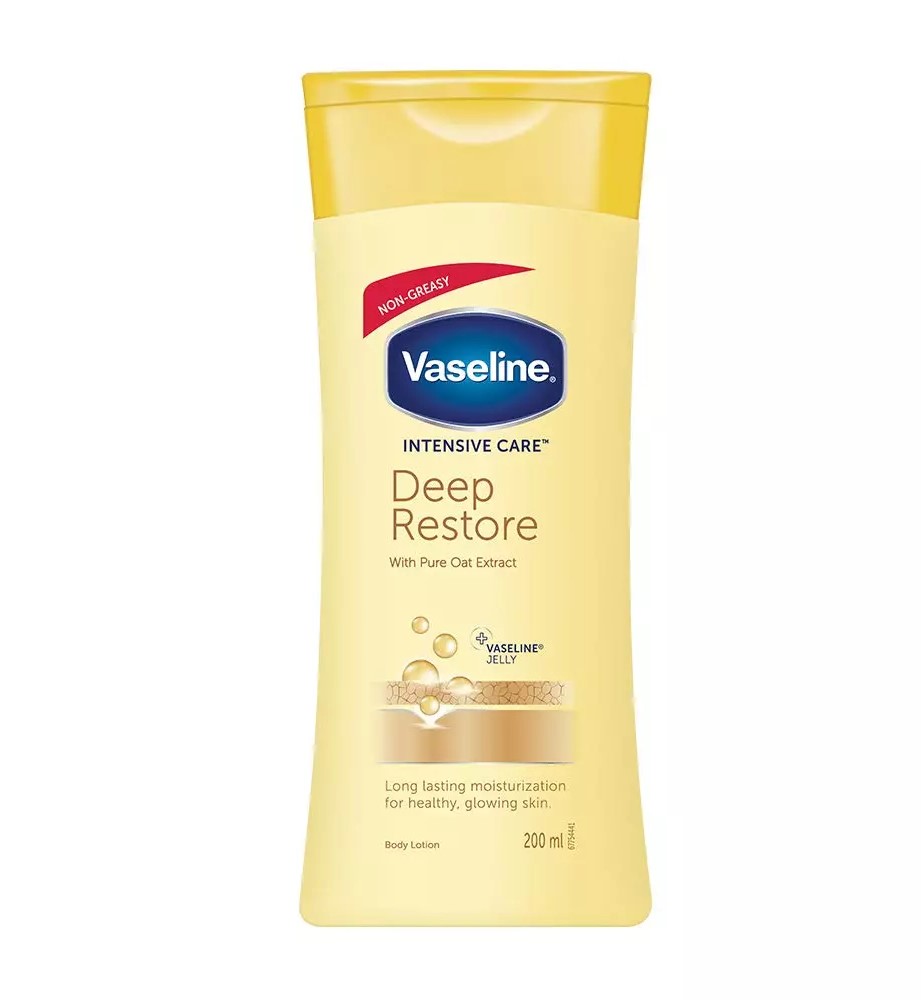 NON-GREASY
Vaseline®
INTENSIVE CARE™
Deep
Restore
With Pure Oat Extract
VASELINE®
JELLY
Long lasting moisturization
for healthy, glowing skin.
Body Lotion
200 ml
67754441